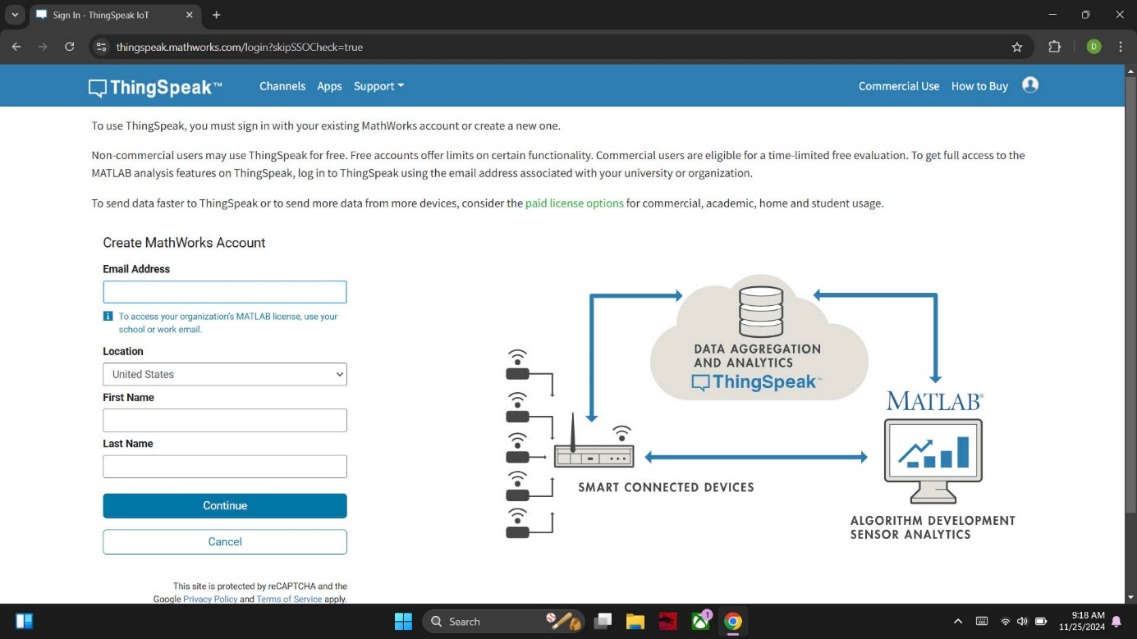 Sign In - ThingSpeak IoT
thingspeak.mathworks.com/login?skipSSOCheck=true
D
ThingSpeak™
Channels Apps Support
Commercial Use How to Buy
To use ThingSpeak, you must sign in with your existing MathWorks account or create a new one.
Non-commercial users may use ThingSpeak for free. Free accounts offer limits on certain functionality. Commercial users are eligible for a time-limited free evaluation. To get full access to the
MATLAB analysis features on ThingSpeak, log in to ThingSpeak using the email address associated with your university or organization.
To send data faster to ThingSpeak or to send more data from more devices, consider the paid license options for commercial, academic, home and student usage.
Create MathWorks Account
Email Address
To access your organization's MATLAB license, use your
school or work email.
Location
United States
First Name
Last Name
Continue
Cancel
This site is protected by reCAPTCHA and the
Google Privacy Policy and Terms of Service apply.
DATA AGGREGATION
AND ANALYTICS
ThingSpeak™
MATLAB®
SMART CONNECTED DEVICES
ALGORITHM DEVELOPMENT
SENSOR ANALYTICS
Search
1
9:18 AM
11/25/2024